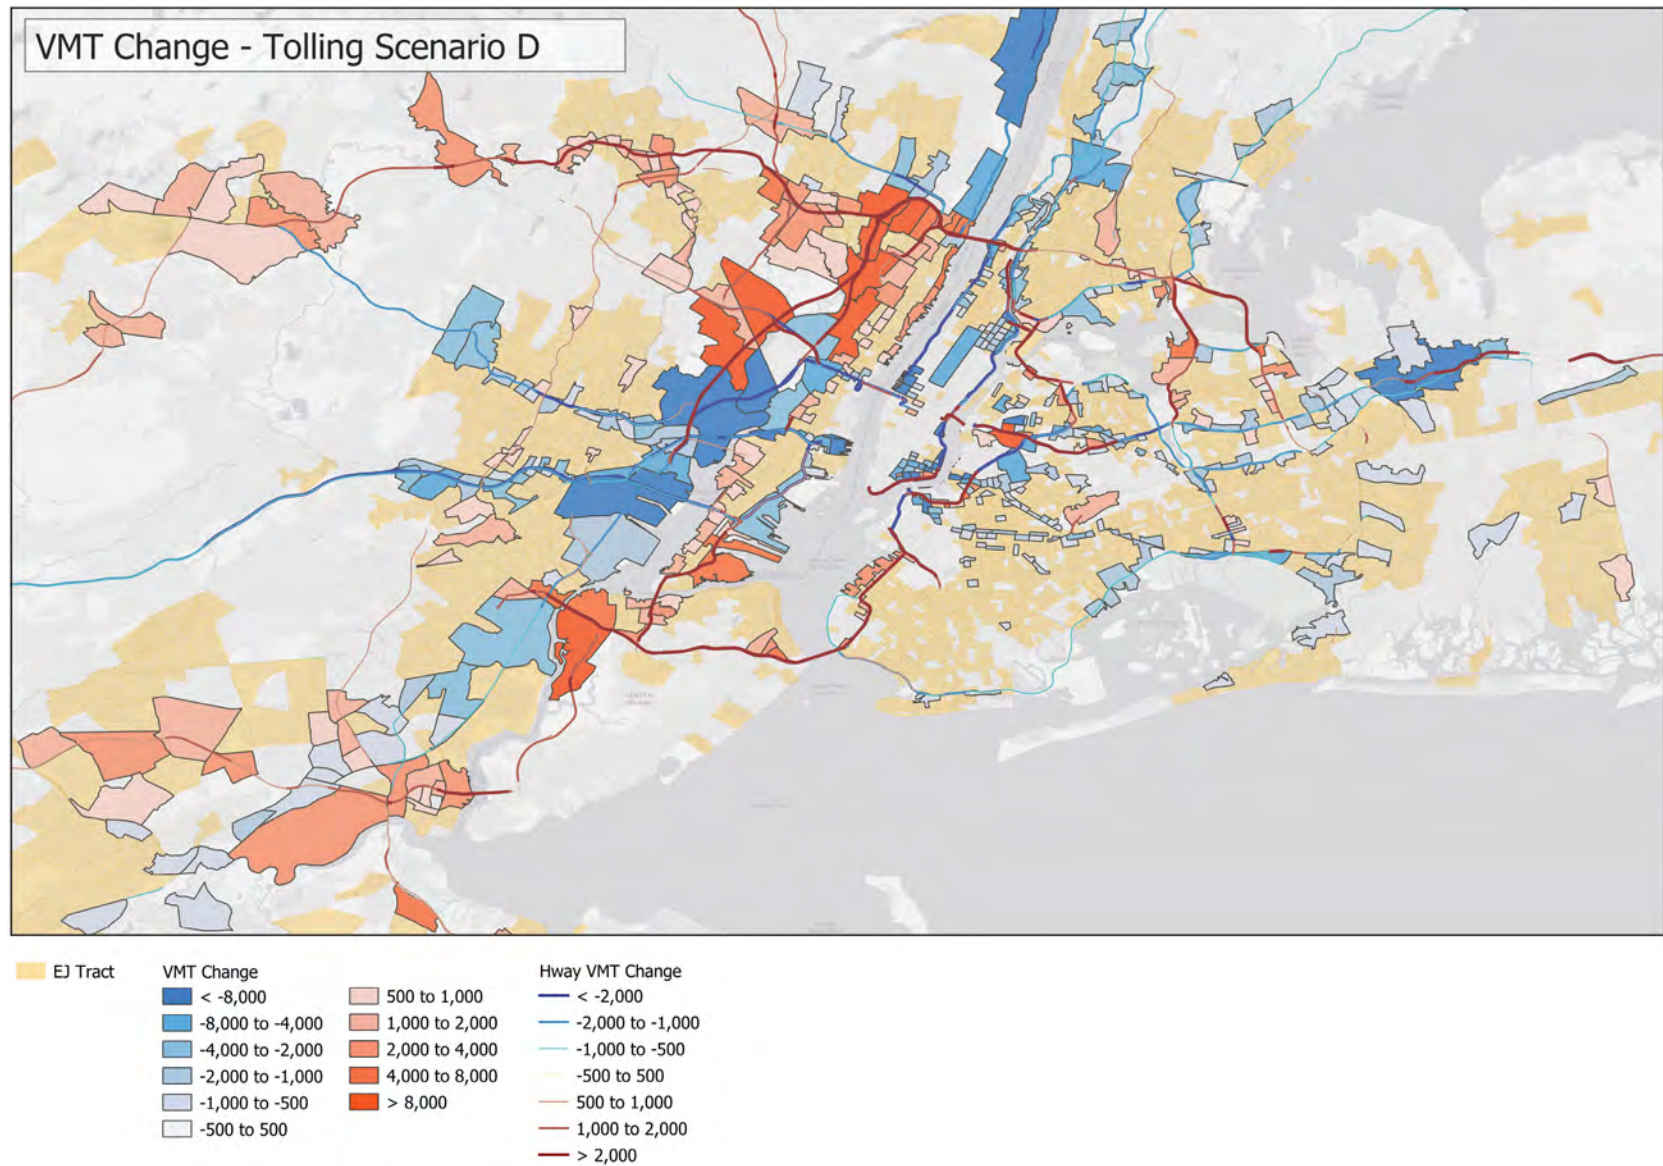 VMT Change - Tolling Scenario D
EJ Tract
VMT Change
< -8,000
-8,000 to -4,000
-4,000 to -2,000
-2,000 to -1,000
-1,000 to -500
-500 to 500
500 to 1,000
1,000 to 2,000
2,000 to 4,000
4,000 to 8,000
> 8,000
Hway VMT Change
< -2,000
-2,000 to -1,000
-1,000 to -500
-500 to 500
500 to 1,000
1,000 to 2,000
> 2,000